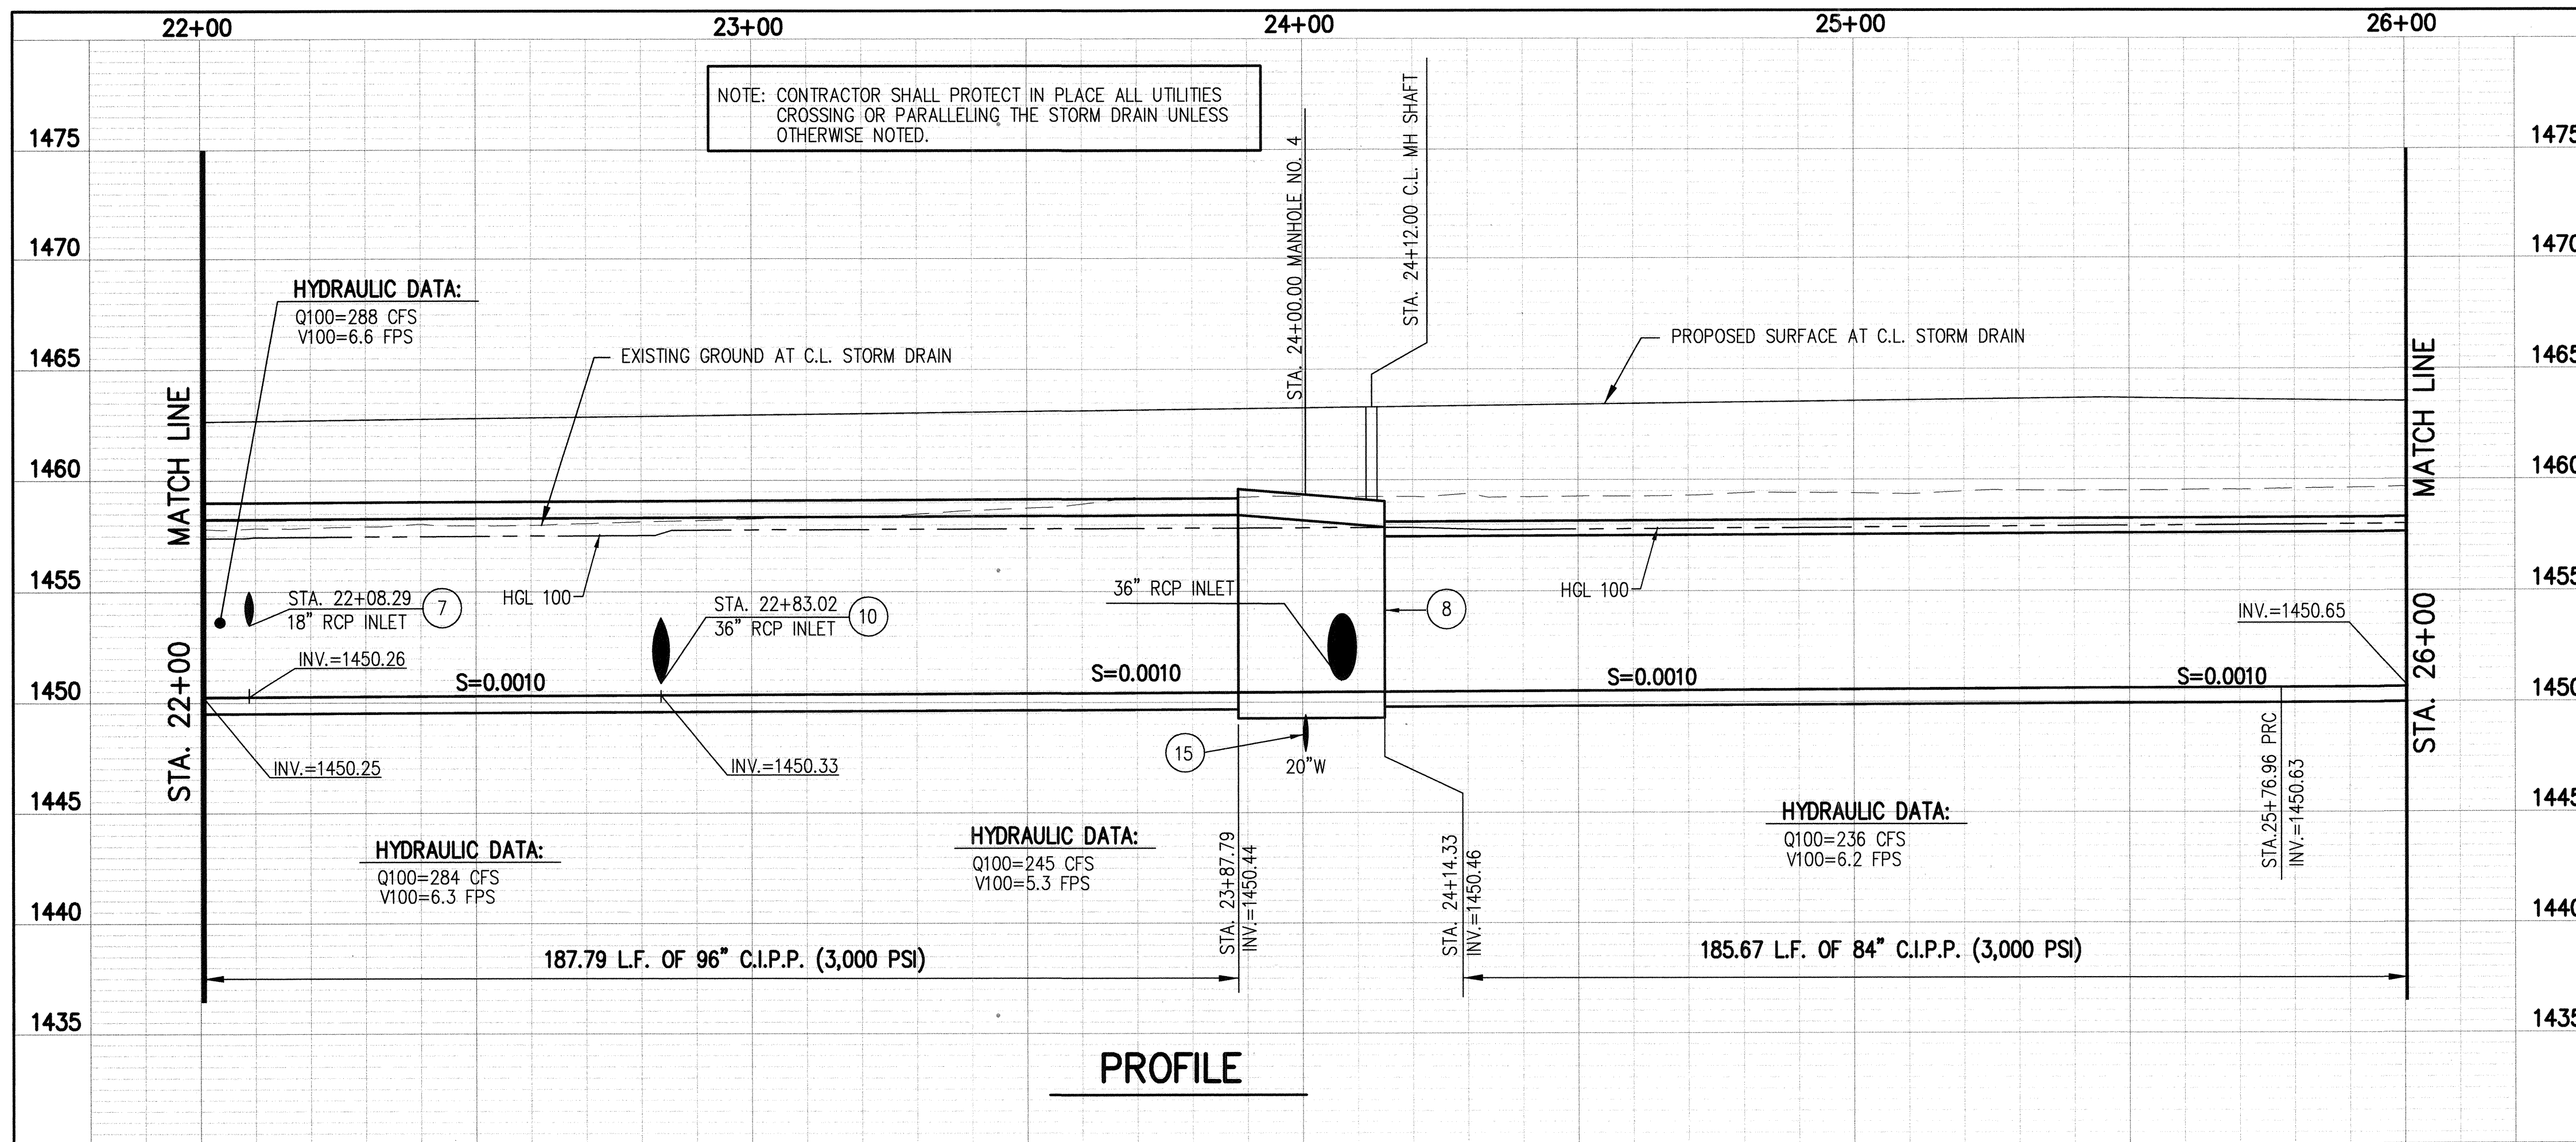 22+00
23+00
24+00
25+00
26+00
NOTE: CONTRACTOR SHALL PROTECT IN PLACE ALL UTILITIES
CROSSING OR PARALLELING THE STORM DRAIN UNLESS
OTHERWISE NOTED.
1475
1470
1465
1460
1455
1450
1445
1440
1435
MATCH LINE
STA. 22+00
HYDRAULIC DATA:
Q100=288 CFS
V100=6.6 FPS
EXISTING GROUND AT C.L. STORM DRAIN
STA. 24+00.00 MANHOLE NO. 4
STA. 24+12.00 C.L. MH SHAFT
PROPOSED SURFACE AT C.L. STORM DRAIN
STA. 22+08.29
18" RCP INLET
7
HGL 100
STA. 22+83.02
36" RCP INLET
10
36" RCP INLET
8
HGL 100
INV.=1450.65
INV.=1450.26
S=0.0010
S=0.0010
S=0.0010
S=0.0010
INV.=1450.25
INV.=1450.33
15
20"W
HYDRAULIC DATA:
Q100=284 CFS
V100=6.3 FPS
HYDRAULIC DATA:
Q100=245 CFS
V100=5.3 FPS
STA. 23+87.79
INV.=1450.44
STA. 24+14.33
INV.=1450.46
HYDRAULIC DATA:
Q100=236 CFS
V100=6.2 FPS
STA.25+76.96 PRC
INV.=1450.63
187.79 L.F. OF 96" C.I.P.P. (3,000 PSI)
185.67 L.F. OF 84" C.I.P.P. (3,000 PSI)
MATCH LINE
STA. 26+00
1475
1470
1465
1460
1455
1450
1445
1440
1435
PROFILE